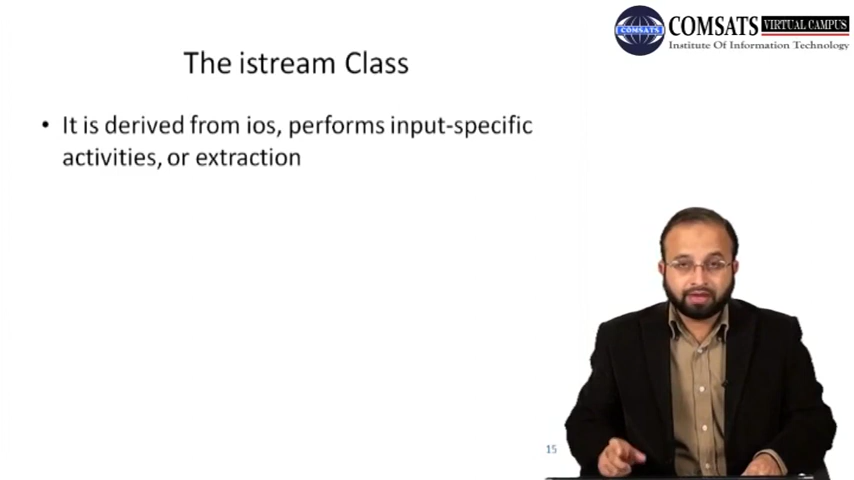 COMSATS VIRTUAL CAMPUS
Institute Of Information Technology
COMSATS
The istream Class
• It is derived from ios, performs input-specific
activities, or extraction
15